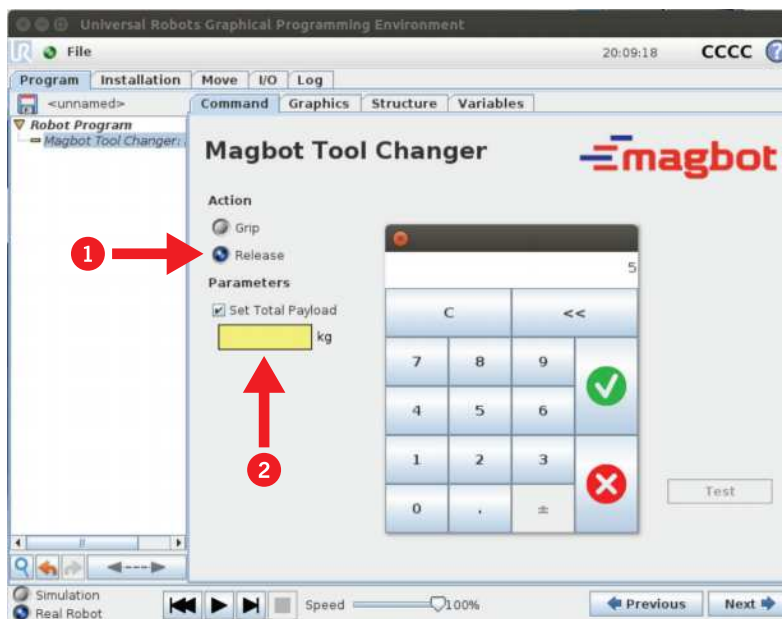 Universal Robots Graphical Programming Environment
File 20:09:18 CCCC ?
Program Installation Move I/O Log
<unnamed> Command Graphics Structure Variables
Robot Program
Magbot Tool Changer:
Magbot Tool Changer
magbot
Action
Grip
1
Release
Parameters
Set Total Payload
kg
2
5
C <<
7 8 9
4 5 6
1 2 3
0 . ±
Test
Simulation
Real Robot
Speed 100%
Previous Next